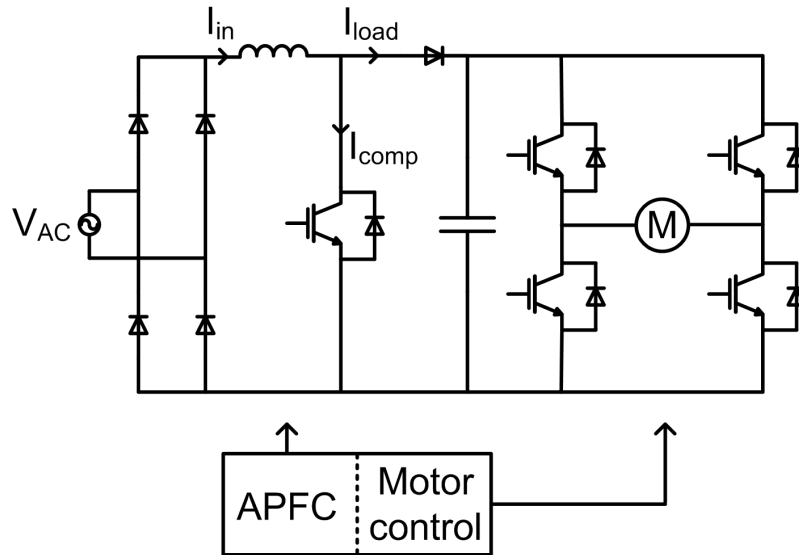 I_in
I_load
I_comp
V_AC
M
APFC
Motor
control